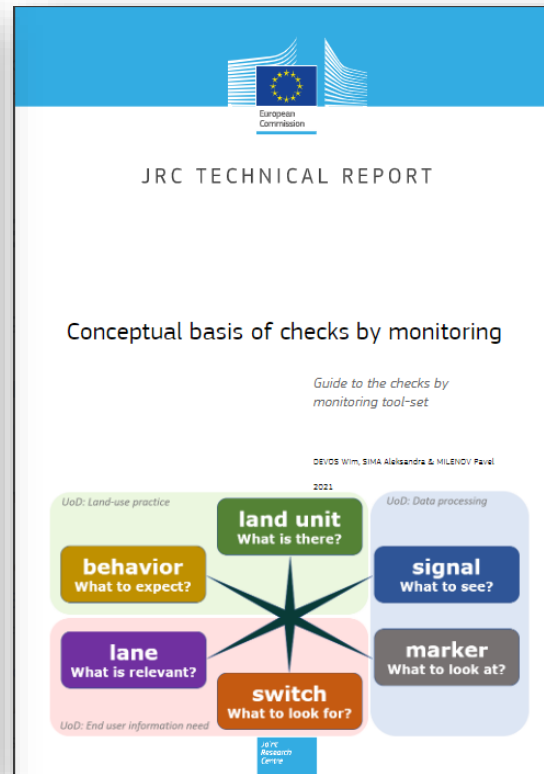 European
Commission
JRC TECHNICAL REPORT
Conceptual basis of checks by monitoring
Guide to the checks by
monitoring tool-set
DEVOS Wim, SIMA Aleksandra & MILENOV Pavel
2021
UoD: Land-use practice
UoD: Data processing
land unit
What is there?
behavior
What to expect?
signal
What to see?
lane
What is relevant?
marker
What to look at?
switch
What to look for?
UoD: End user information need
Joint
Research
Centre